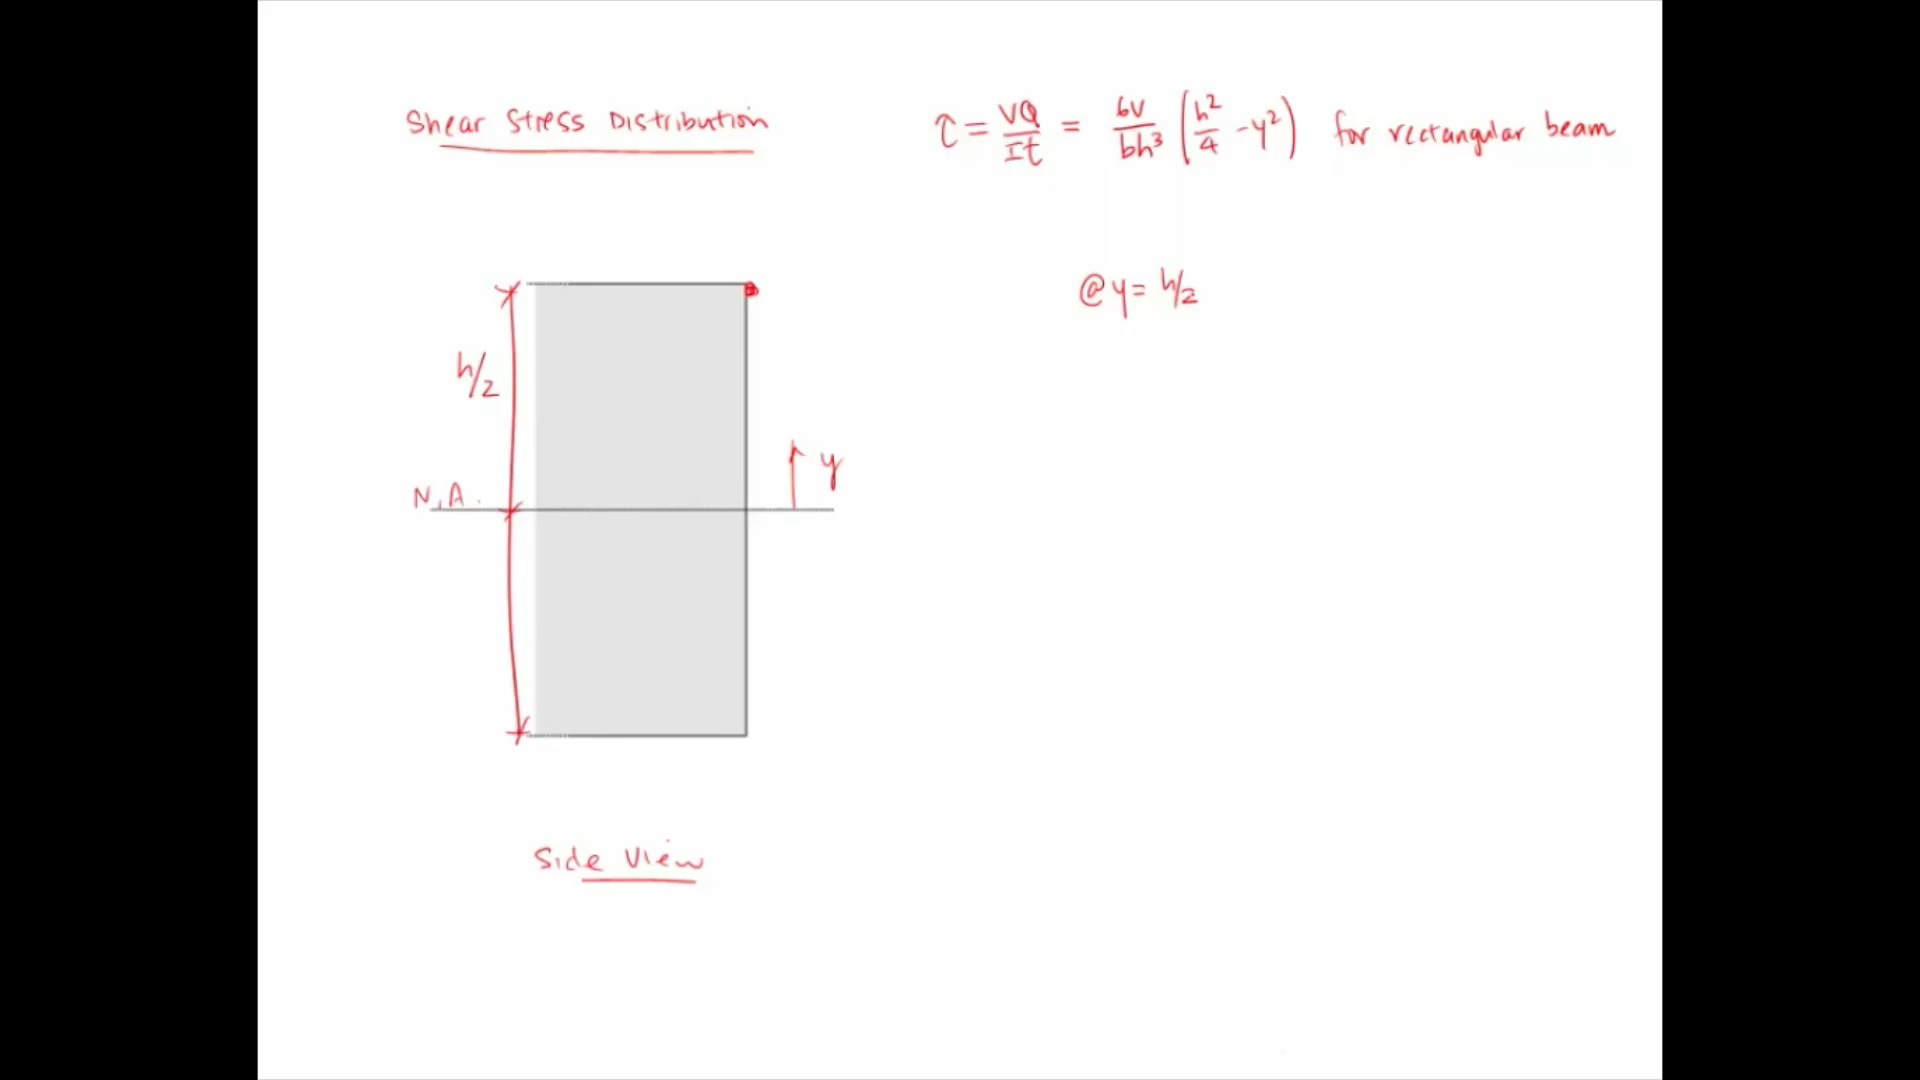 Shear Stress Distribution
τ = VQ/It = 6V/bh³ (h²/4 - y²) for rectangular beam
@ y = h/2
h/2
y
N.A.
Side View